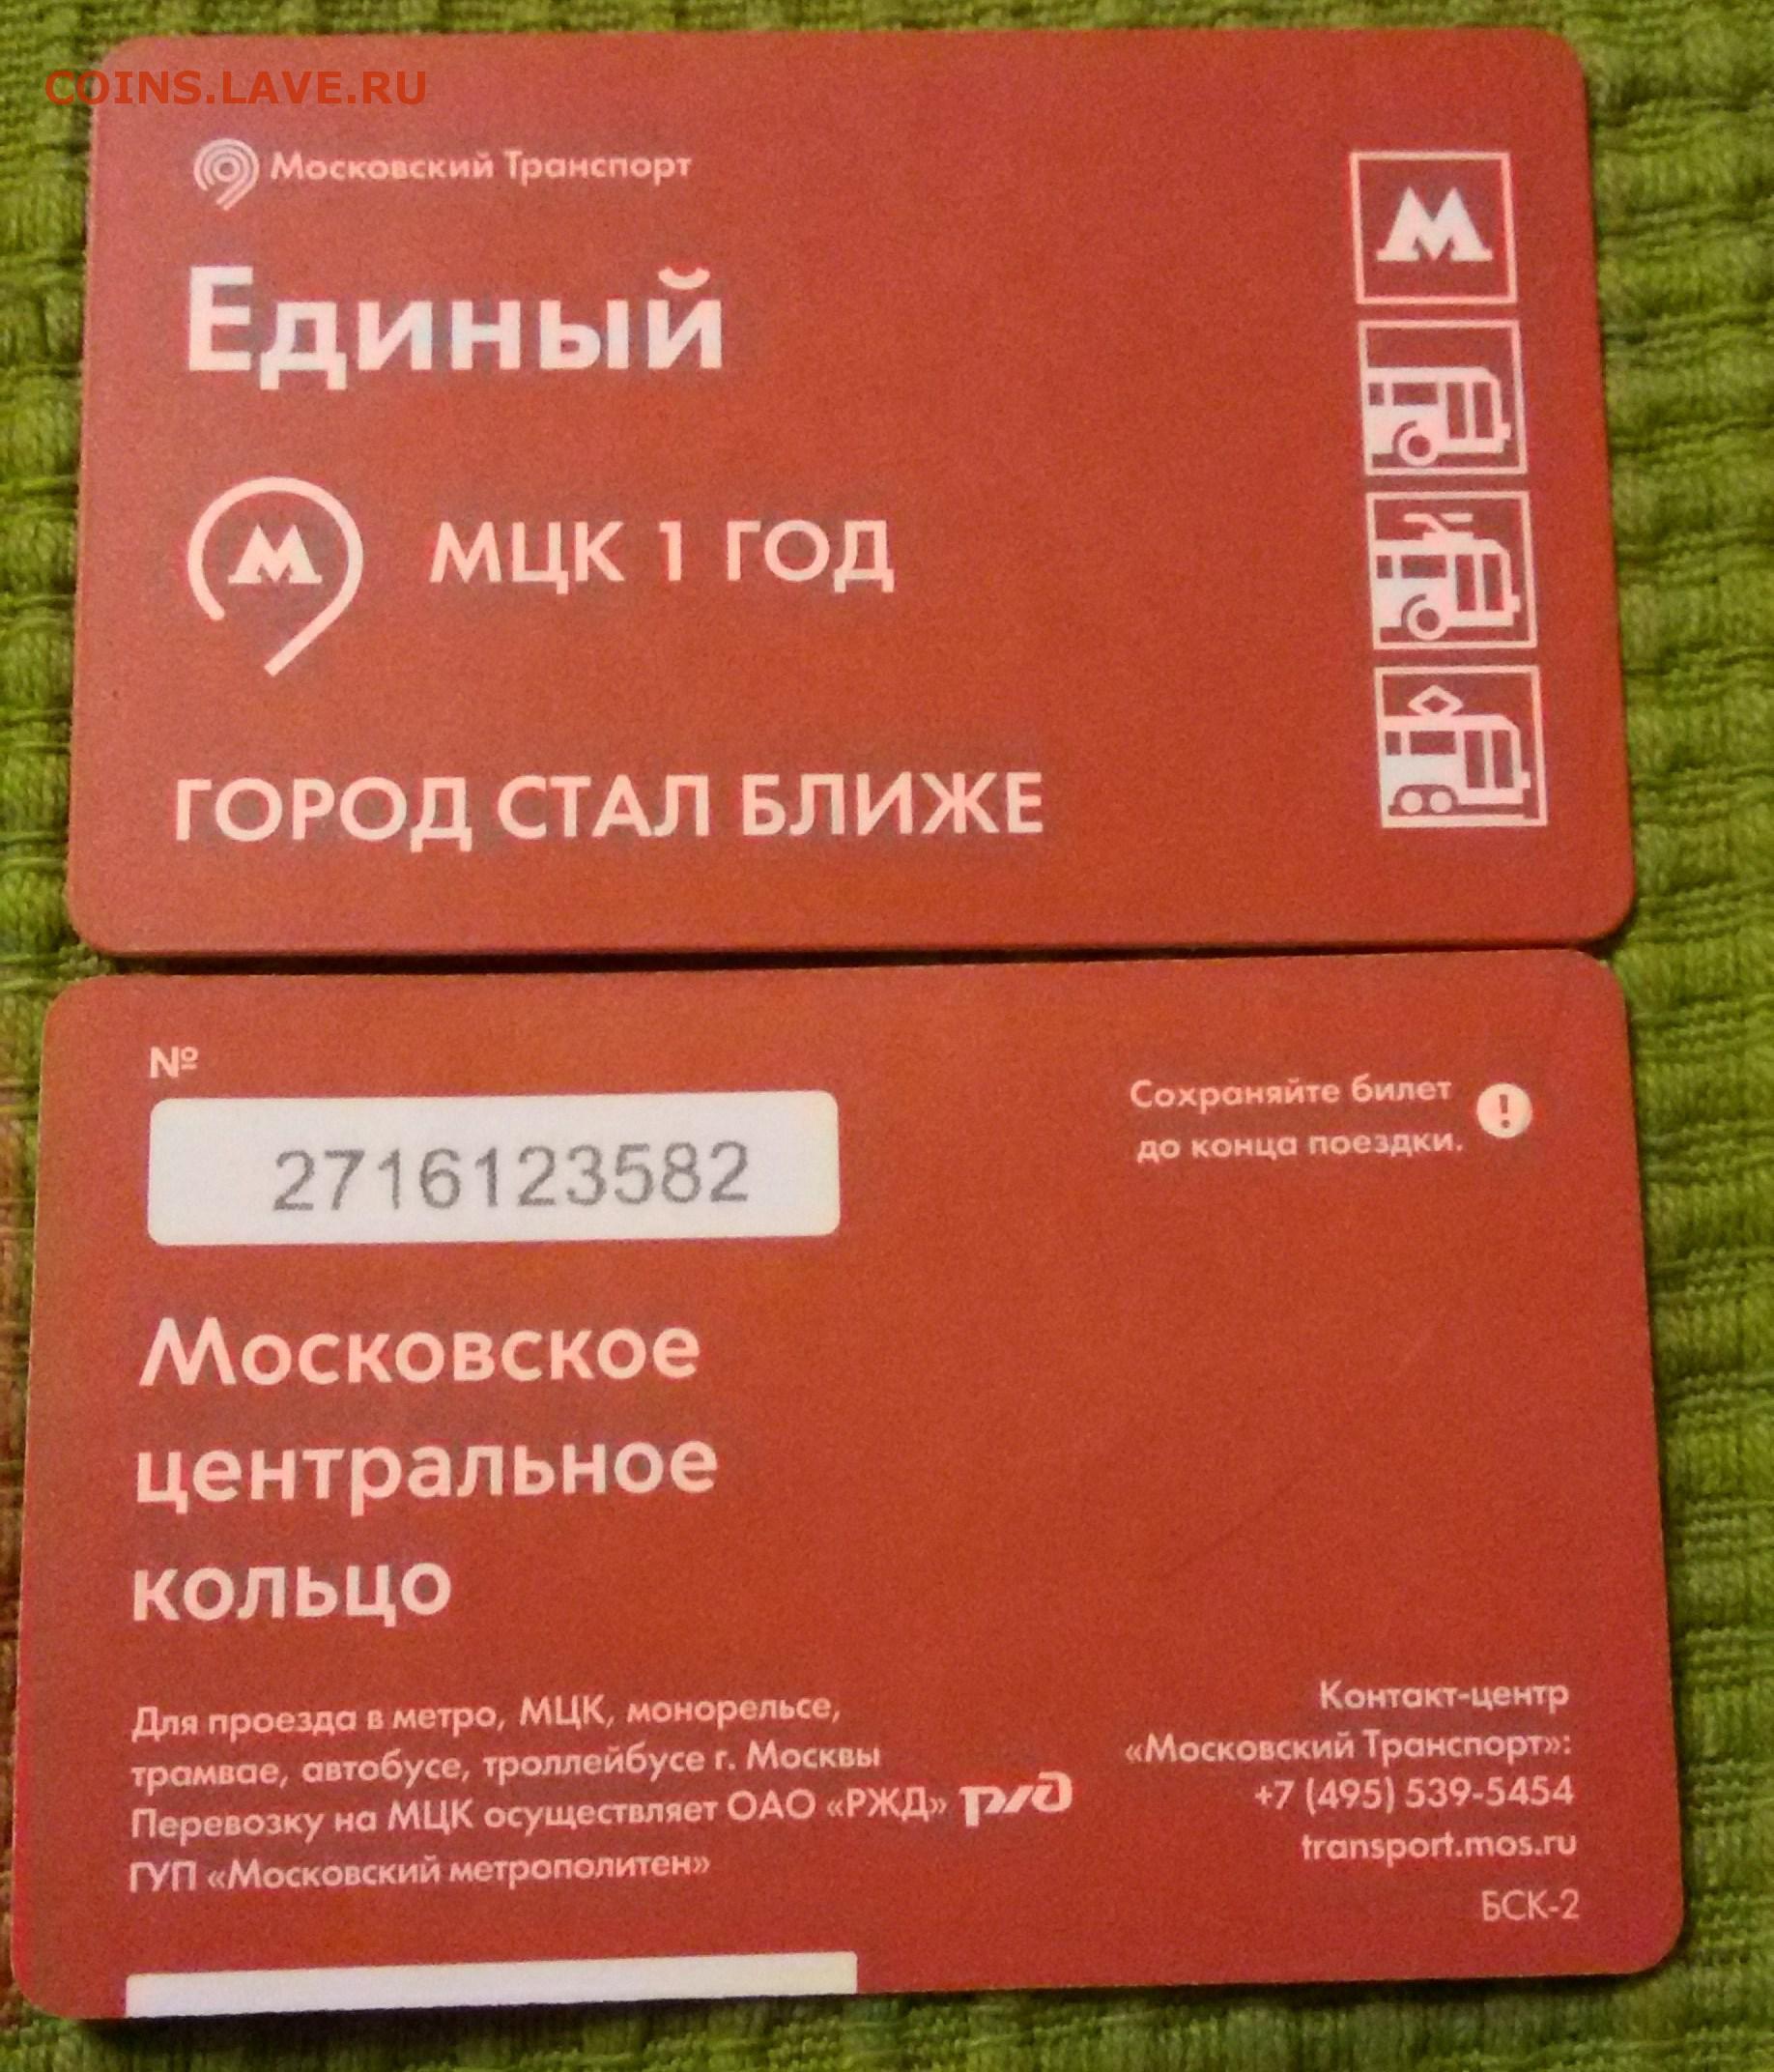 COINS.LAVE.RU
Московский Транспорт
М
Единый
М
МЦК 1 ГОД
ГОРОД СТАЛ БЛИЖЕ
№
2716123582
Сохраняйте билет
до конца поездки.
!
Московское
центральное
кольцо
Для проезда в метро, МЦК, монорельсе,
трамвае, автобусе, троллейбусе г. Москвы
Перевозку на МЦК осуществляет ОАО «РЖД» ржд
ГУП «Московский метрополитен»
Контакт-центр
«Московский Транспорт»:
+7 (495) 539-5454
transport.mos.ru
БСК-2